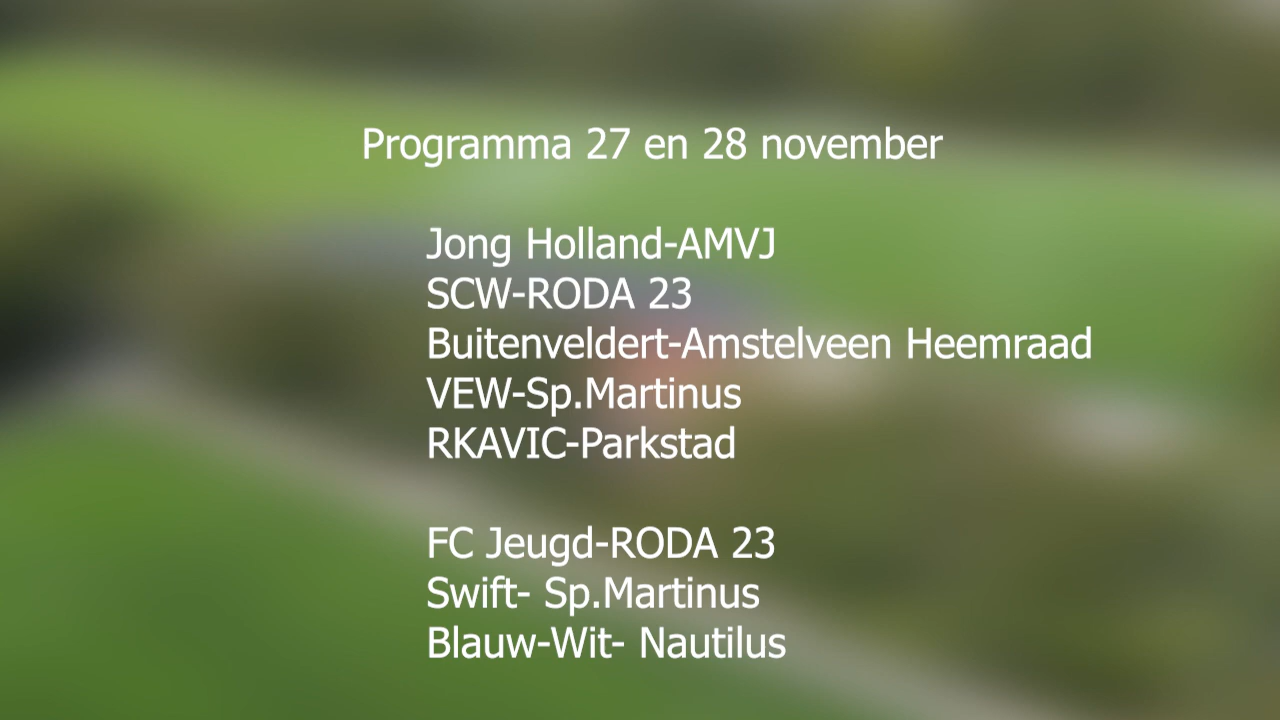 Programma 27 en 28 november
Jong Holland-AMVJ
SCW-RODA 23
Buitenveldert-Amstelveen Heemraad
VEW-Sp.Martinus
RKAVIC-Parkstad
FC Jeugd-RODA 23
Swift- Sp.Martinus
Blauw-Wit- Nautilus